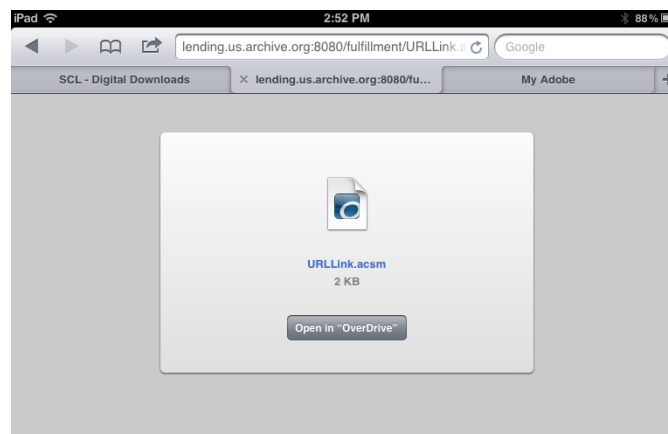 iPad 2:52 PM 88%
lending.us.archive.org:8080/fulfillment/URLLink.a Google
SCL - Digital Downloads lending.us.archive.org:8080/fu... My Adobe
URLLink.acsm
2 KB
Open in “OverDrive”